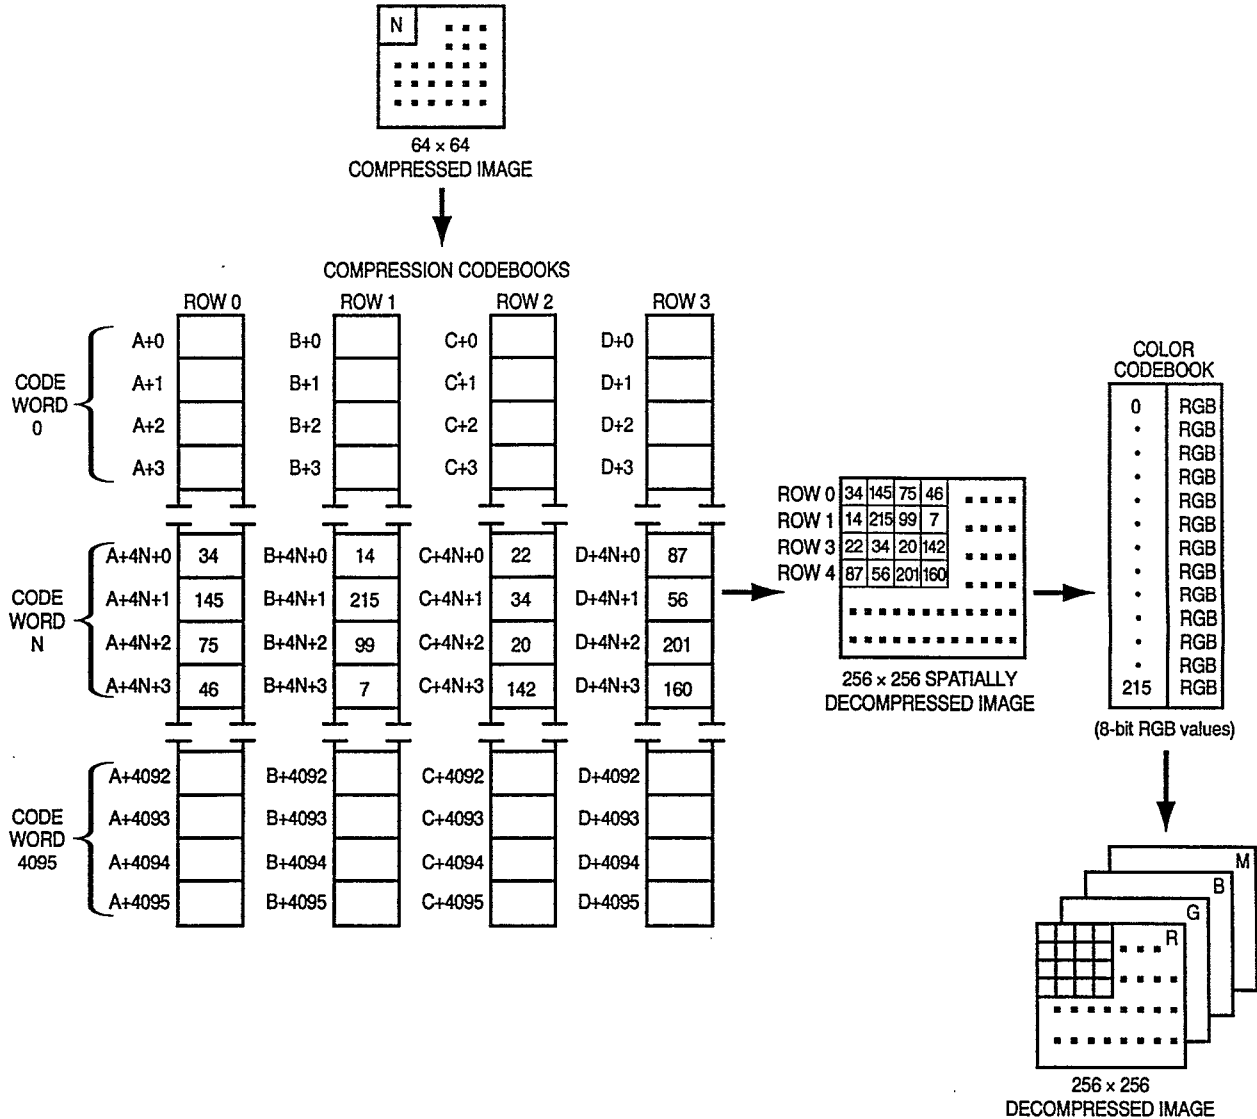 N
64 × 64
COMPRESSED IMAGE
COMPRESSION CODEBOOKS
ROW 0 ROW 1 ROW 2 ROW 3
CODE WORD 0
A+0 B+0 C+0 D+0
A+1 B+1 C+1 D+1
A+2 B+2 C+2 D+2
A+3 B+3 C+3 D+3
CODE WORD N
A+4N+0 34 B+4N+0 14 C+4N+0 22 D+4N+0 87
A+4N+1 145 B+4N+1 215 C+4N+1 34 D+4N+1 56
A+4N+2 75 B+4N+2 99 C+4N+2 20 D+4N+2 201
A+4N+3 46 B+4N+3 7 C+4N+3 142 D+4N+3 160
CODE WORD 4095
A+4092 B+4092 C+4092 D+4092
A+4093 B+4093 C+4093 D+4093
A+4094 B+4094 C+4094 D+4094
A+4095 B+4095 C+4095 D+4095
ROW 0 34 145 75 46
ROW 1 14 215 99 7
ROW 3 22 34 20 142
ROW 4 87 56 201 160
256 × 256 SPATIALLY
DECOMPRESSED IMAGE
COLOR
CODEBOOK
0 RGB
RGB
RGB
RGB
RGB
RGB
RGB
RGB
RGB
RGB
RGB
RGB
215 RGB
(8-bit RGB values)
M
B
G
R
256 × 256
DECOMPRESSED IMAGE